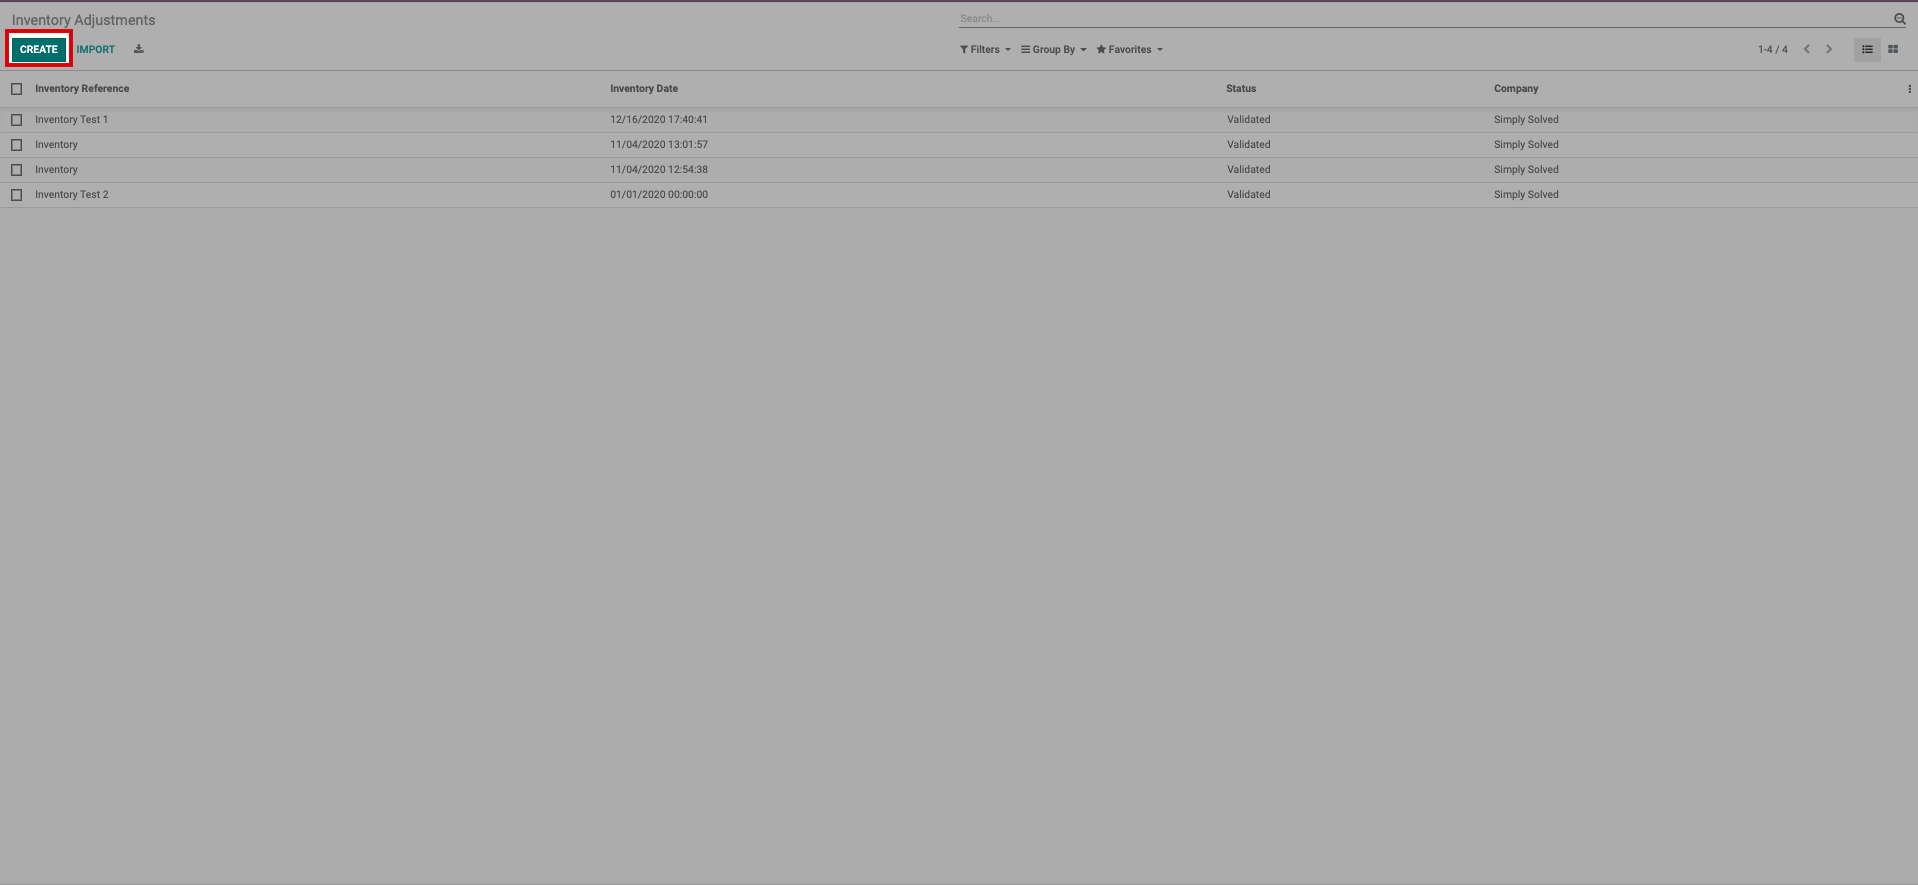 Inventory Adjustments
Search...
CREATE IMPORT
Filters Group By Favorites 1-4 / 4
Inventory Reference Inventory Date Status Company
Inventory Test 1 12/16/2020 17:40:41 Validated Simply Solved
Inventory 11/04/2020 13:01:57 Validated Simply Solved
Inventory 11/04/2020 12:54:38 Validated Simply Solved
Inventory Test 2 01/01/2020 00:00:00 Validated Simply Solved